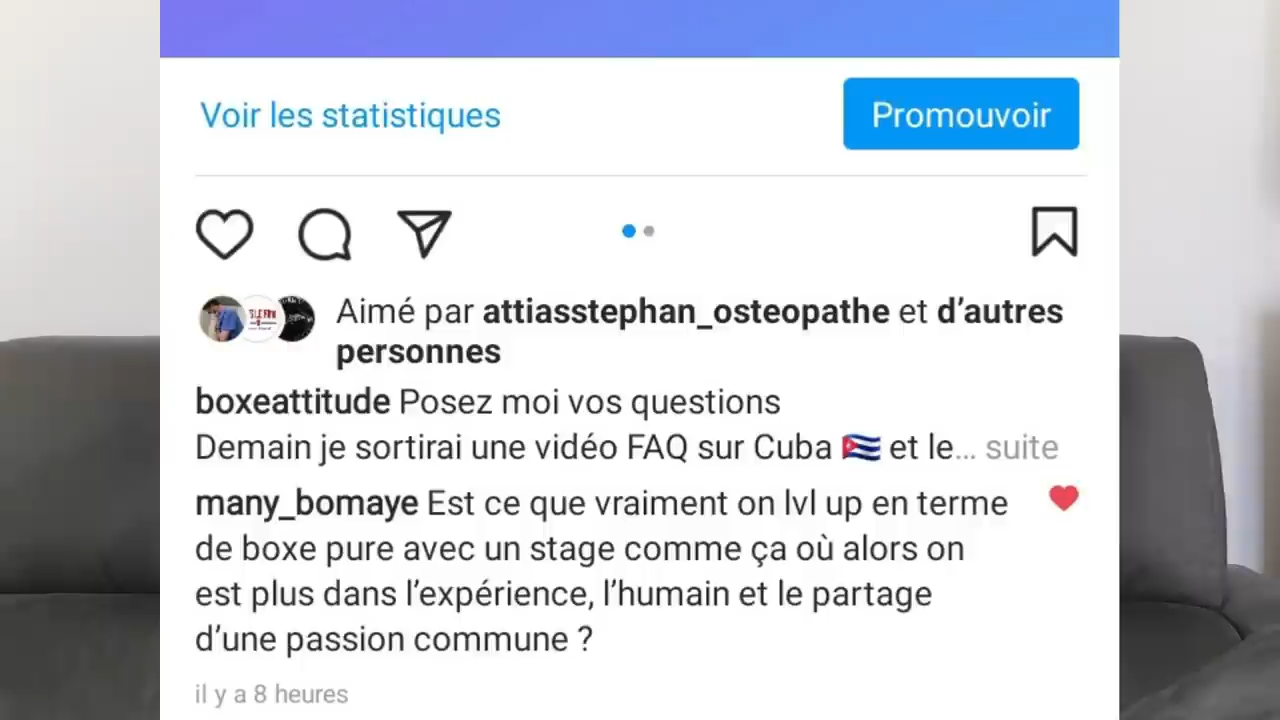 Voir les statistiques
Promouvoir
Aimé par attiasstephan_osteopathe et d’autres
personnes
boxeattitude Posez moi vos questions
Demain je sortirai une vidéo FAQ sur Cuba 🇨🇺 et le... suite
many_bomaye Est ce que vraiment on lvl up en terme
de boxe pure avec un stage comme ça où alors on
est plus dans l’expérience, l’humain et le partage
d’une passion commune ?
il y a 8 heures